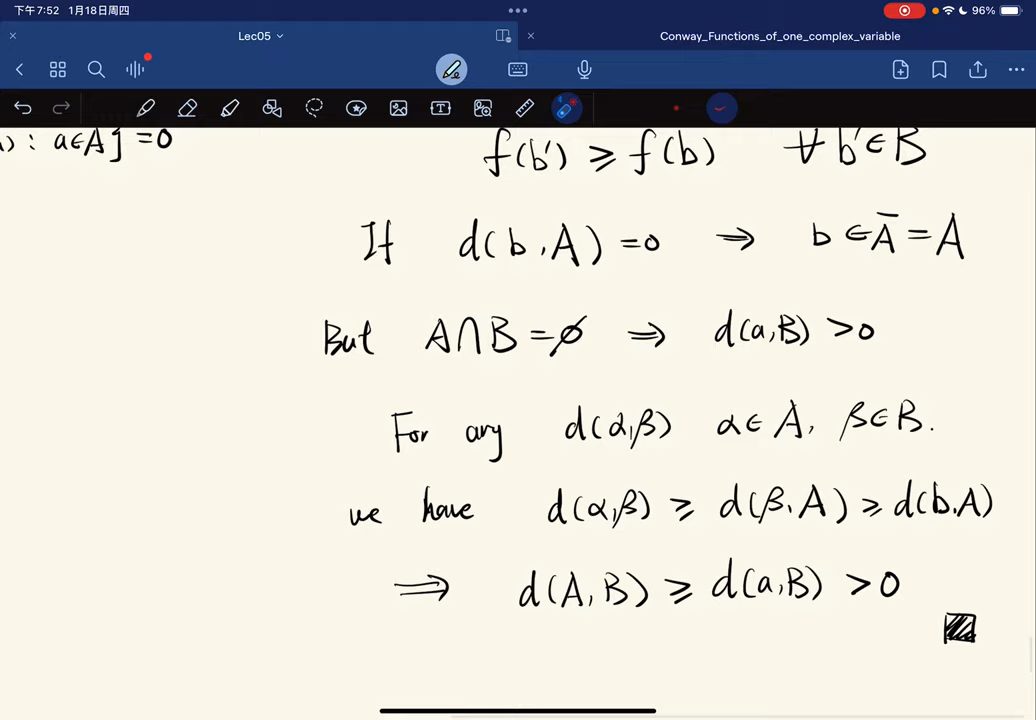 下午7:52 1月18日周四
96%
Lec05
Conway_Functions_of_one_complex_variable
) : a∈A} = 0
f(b') ≥ f(b) ∀ b' ∈ B
If d(b, A) = 0 ⇒ b ∈ Ā = A
But A∩B = ∅ ⇒ d(a,B) > 0
For any d(α,β) α∈A, β∈B.
we have d(α,β) ≥ d(β,A) ≥ d(b,A)
⟹ d(A,B) ≥ d(a,B) > 0